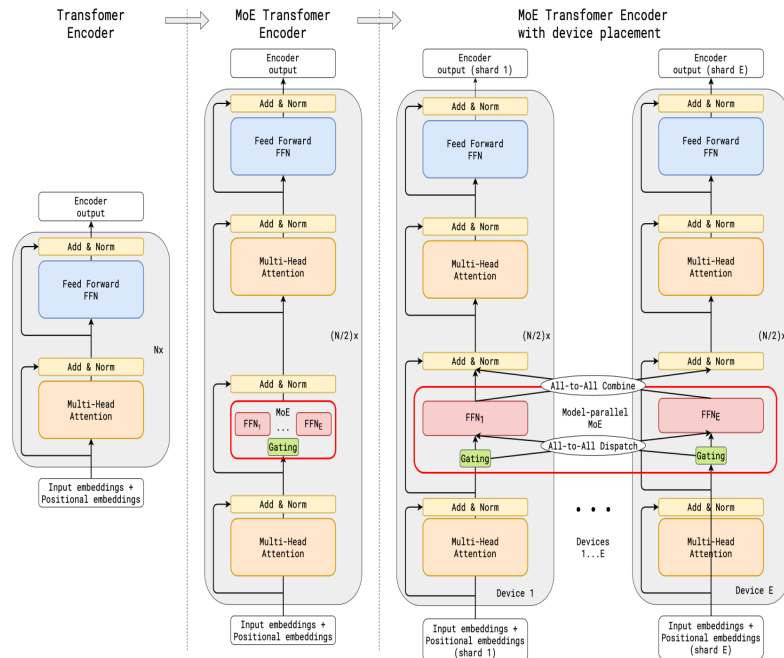 Transfomer
Encoder
MoE Transfomer
Encoder
MoE Transfomer Encoder
with device placement
Encoder
output
Add & Norm
Feed Forward
FFN
Add & Norm
Multi-Head
Attention
Nx
Input embeddings +
Positional embeddings
Encoder
output
Add & Norm
Feed Forward
FFN
Add & Norm
Multi-Head
Attention
(N/2)x
Add & Norm
MoE
FFN1
...
FFNE
Gating
Add & Norm
Multi-Head
Attention
Input embeddings +
Positional embeddings
Encoder
output (shard 1)
Add & Norm
Feed Forward
FFN
Add & Norm
Multi-Head
Attention
(N/2)x
Add & Norm
All-to-All Combine
FFN1
Model-parallel
MoE
All-to-All Dispatch
Gating
Add & Norm
Multi-Head
Attention
Device 1
Input embeddings +
Positional embeddings
(shard 1)
. . .
Devices
1...E
Encoder
output (shard E)
Add & Norm
Feed Forward
FFN
Add & Norm
Multi-Head
Attention
(N/2)x
Add & Norm
FFNE
Gating
Add & Norm
Multi-Head
Attention
Device E
Input embeddings +
Positional embeddings
(shard E)